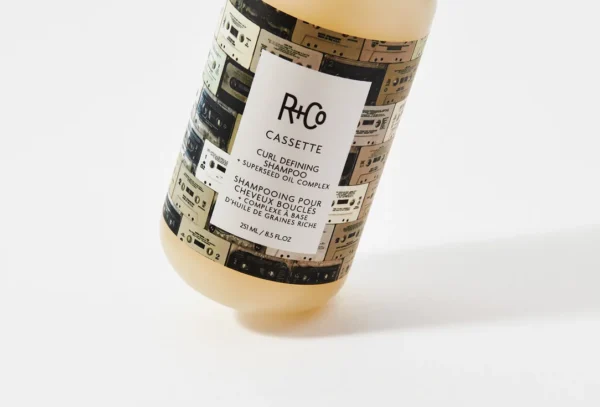 R+Co
CASSETTE
CURL DEFINING
SHAMPOO
+ SUPERSEED OIL COMPLEX
SHAMPOOING POUR
CHEVEUX BOUCLÉS
+ COMPLEXE À BASE
D'HUILE DE GRAINES RICHE
251 ML / 8.5 FL.OZ